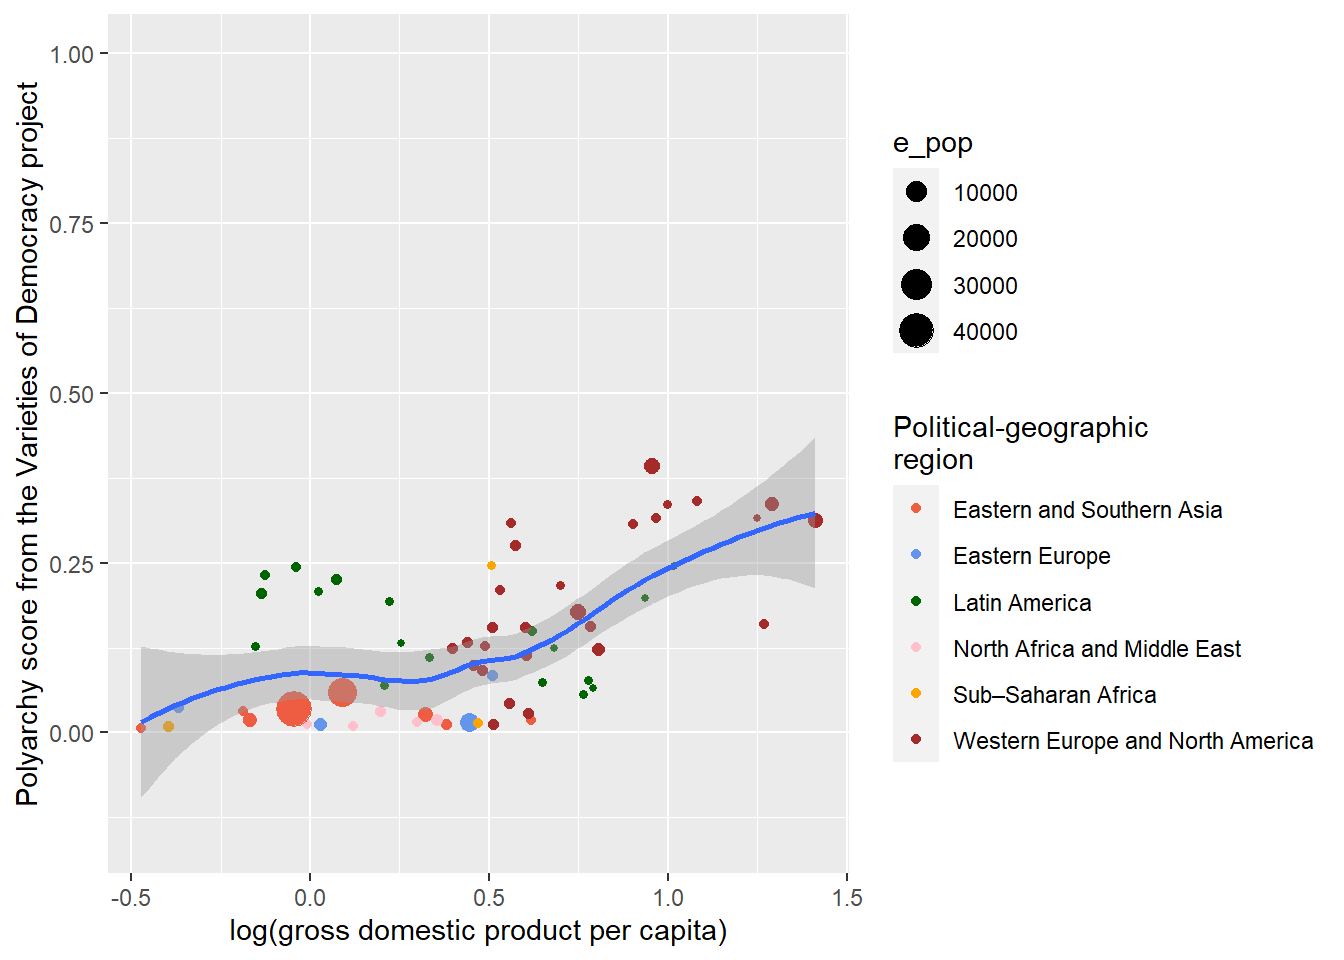 Polyarchy score from the Varieties of Democracy project
1.00
0.75
0.50
0.25
0.00
-0.5
0.0
0.5
1.0
1.5
log(gross domestic product per capita)
e_pop
10000
20000
30000
40000
Political-geographic
region
Eastern and Southern Asia
Eastern Europe
Latin America
North Africa and Middle East
Sub–Saharan Africa
Western Europe and North America